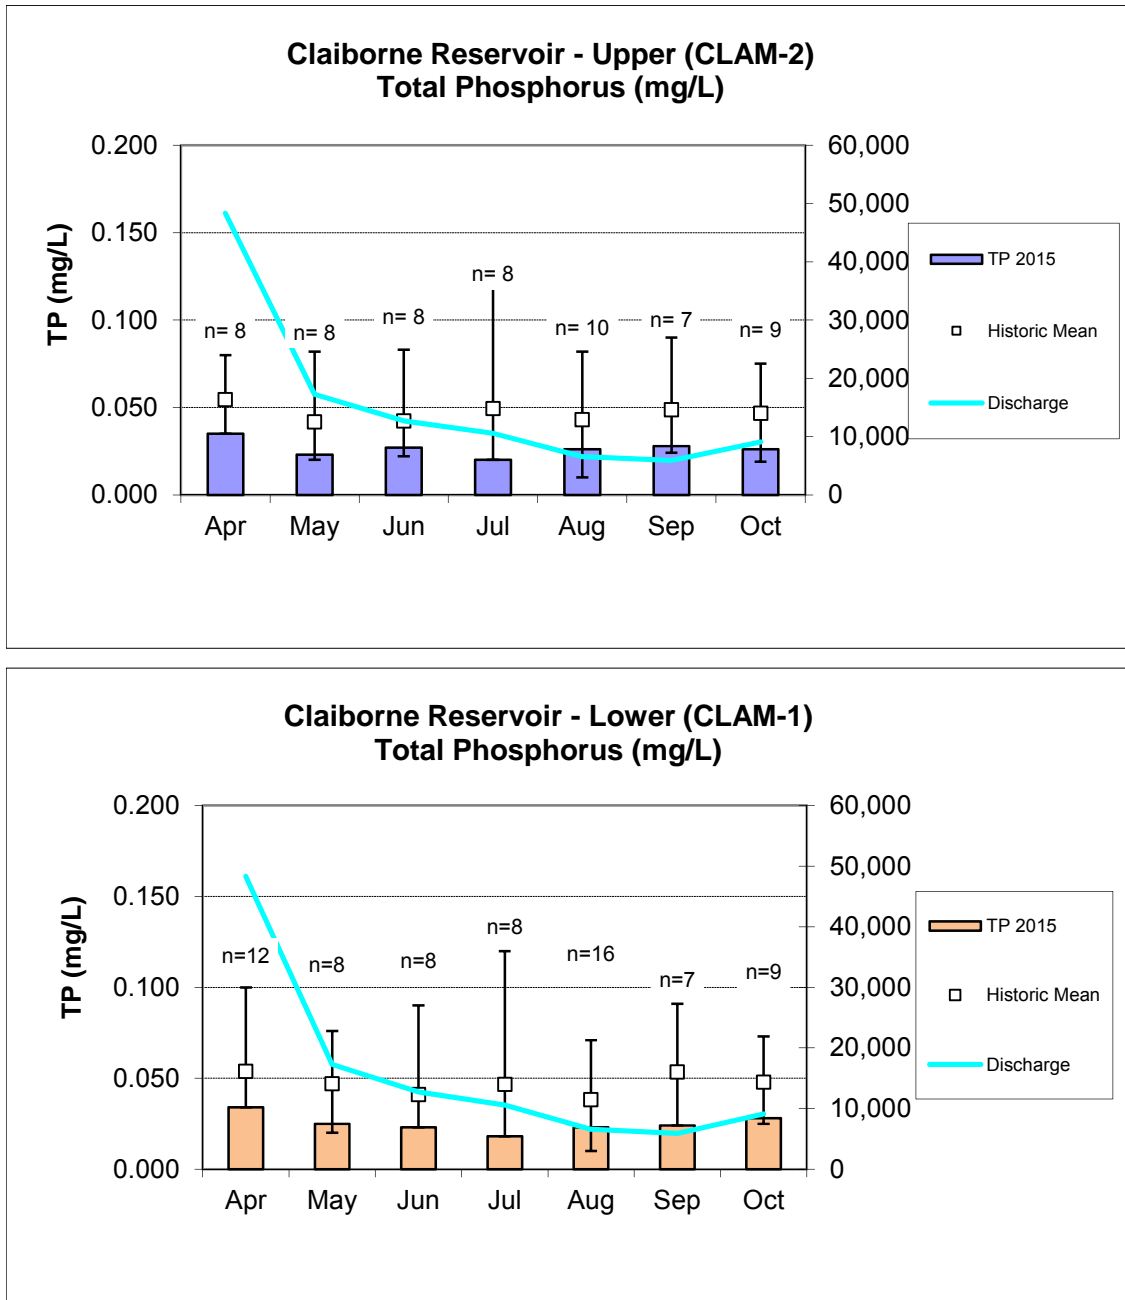 Claiborne Reservoir - Upper (CLAM-2)
Total Phosphorus (mg/L)
TP (mg/L)
0.200
0.150
0.100
0.050
0.000
60,000
50,000
40,000
30,000
20,000
10,000
0
n= 8
n= 8
n= 8
n= 8
n= 10
n= 7
n= 9
Apr May Jun Jul Aug Sep Oct
TP 2015
Historic Mean
Discharge
Claiborne Reservoir - Lower (CLAM-1)
Total Phosphorus (mg/L)
TP (mg/L)
0.200
0.150
0.100
0.050
0.000
60,000
50,000
40,000
30,000
20,000
10,000
0
n=12
n=8
n=8
n=8
n=16
n=7
n=9
Apr May Jun Jul Aug Sep Oct
TP 2015
Historic Mean
Discharge